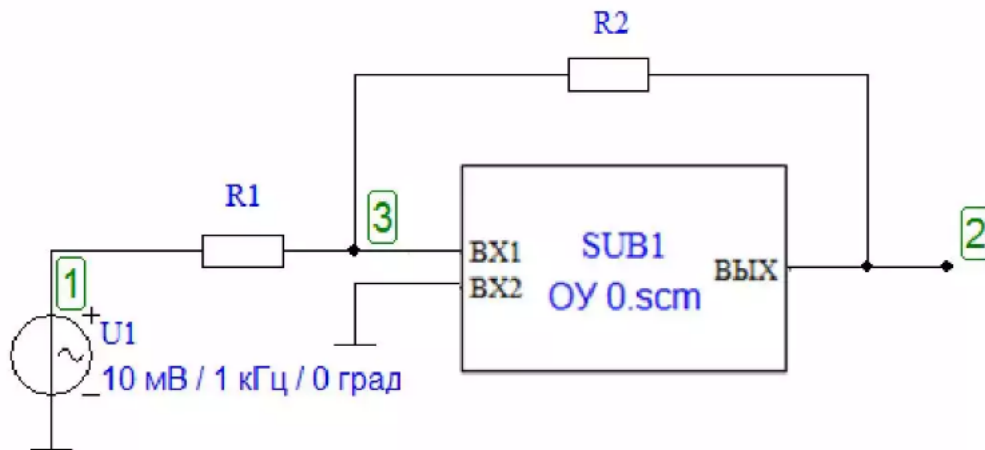 R2
R1
3
2
1
ВХ1
ВХ2
SUB1
ОУ 0.scm
ВЫХ
+
U1
10 мВ / 1 кГц / 0 град
−